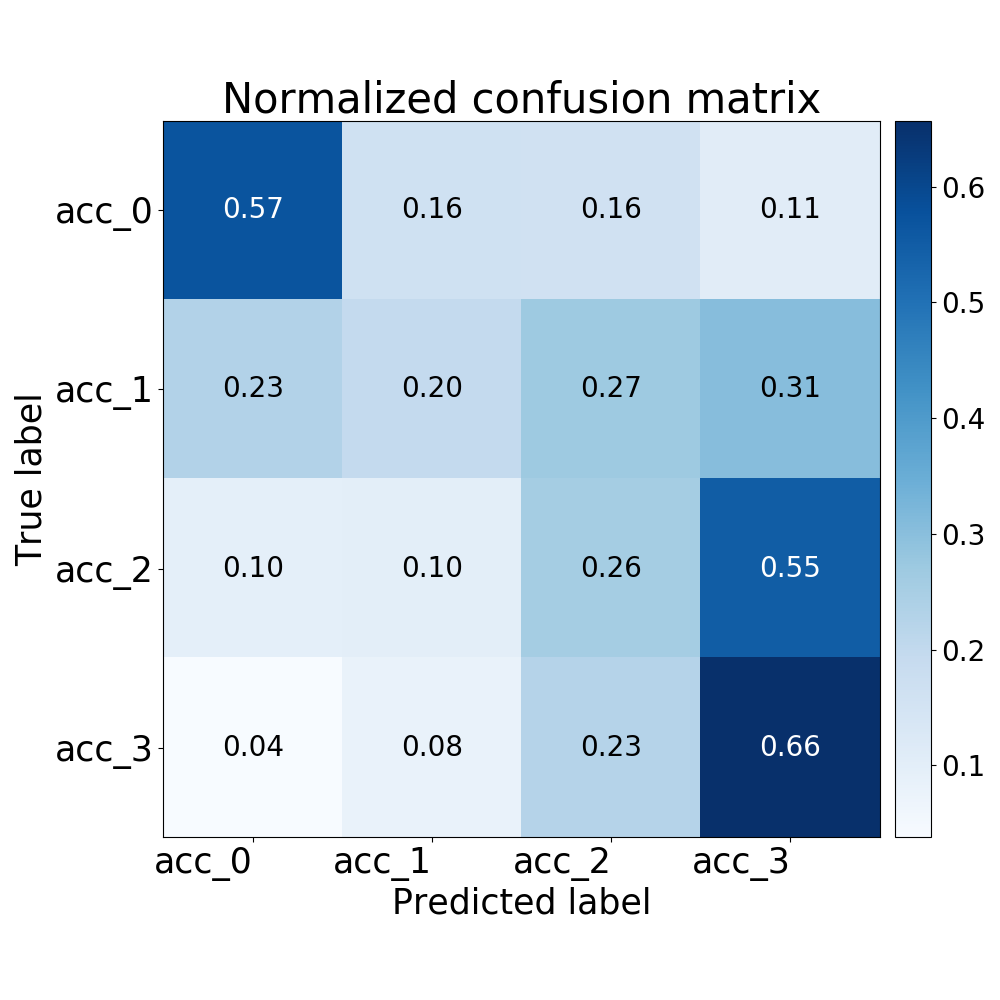 Normalized confusion matrix
True label
acc_0
0.57 0.16 0.16 0.11
acc_1
0.23 0.20 0.27 0.31
acc_2
0.10 0.10 0.26 0.55
acc_3
0.04 0.08 0.23 0.66
acc_0 acc_1 acc_2 acc_3
Predicted label
0.6
0.5
0.4
0.3
0.2
0.1